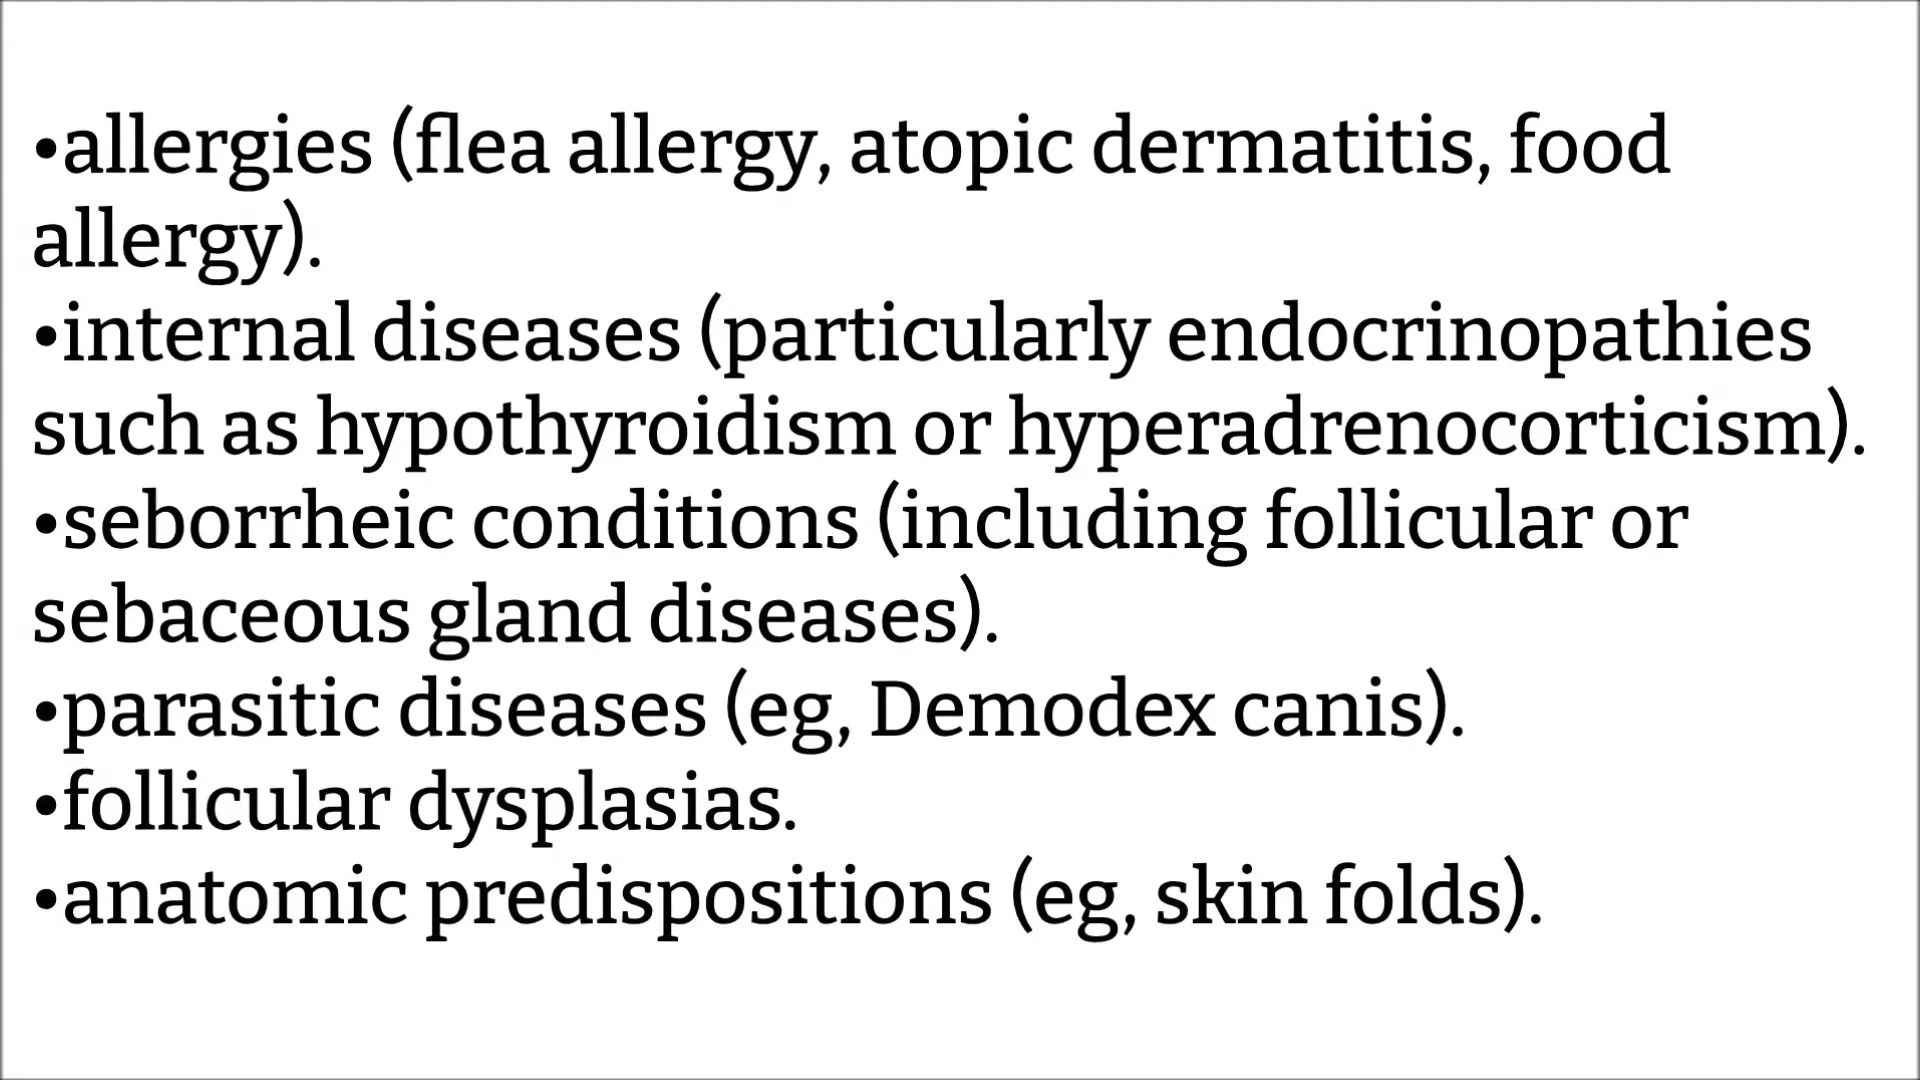 •allergies (flea allergy, atopic dermatitis, food
allergy).
•internal diseases (particularly endocrinopathies
such as hypothyroidism or hyperadrenocorticism).
•seborrheic conditions (including follicular or
sebaceous gland diseases).
•parasitic diseases (eg, Demodex canis).
•follicular dysplasias.
•anatomic predispositions (eg, skin folds).